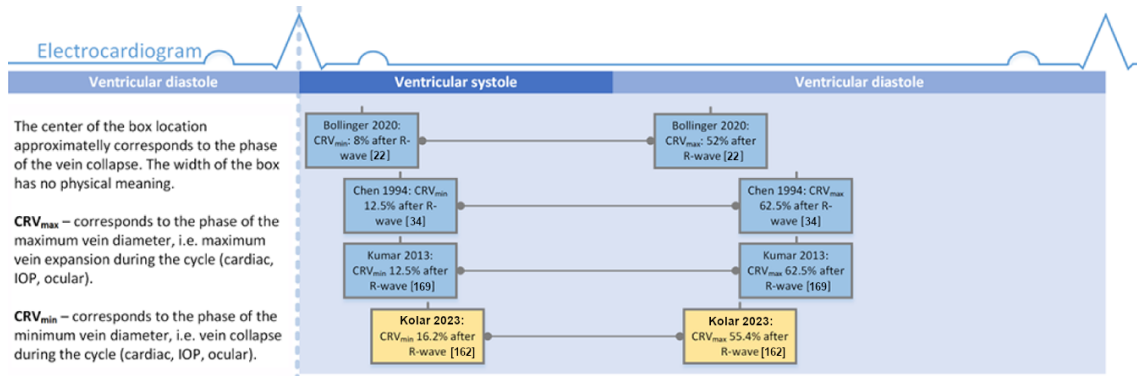 Electrocardiogram
Ventricular diastole
Ventricular systole
Ventricular diastole
The center of the box location
approximatelly corresponds to the phase
of the vein collapse. The width of the box
has no physical meaning.
CRVmax – corresponds to the phase of the
maximum vein diameter, i.e. maximum
vein expansion during the cycle (cardiac,
IOP, ocular).
CRVmin – corresponds to the phase of the
minimum vein diameter, i.e. vein collapse
during the cycle (cardiac, IOP, ocular).
Bollinger 2020:
CRVmin: 8% after R-
wave [22]
Bollinger 2020:
CRVmax: 52% after
R-wave [22]
Chen 1994: CRVmin
12.5% after R-
wave [34]
Chen 1994: CRVmax
62.5% after R-
wave [34]
Kumar 2013:
CRVmin 12.5% after
R-wave [169]
Kumar 2013:
CRVmax 62.5% after
R-wave [169]
Kolar 2023:
CRVmin 16.2% after
R-wave [162]
Kolar 2023:
CRVmax 55.4% after
R-wave [162]